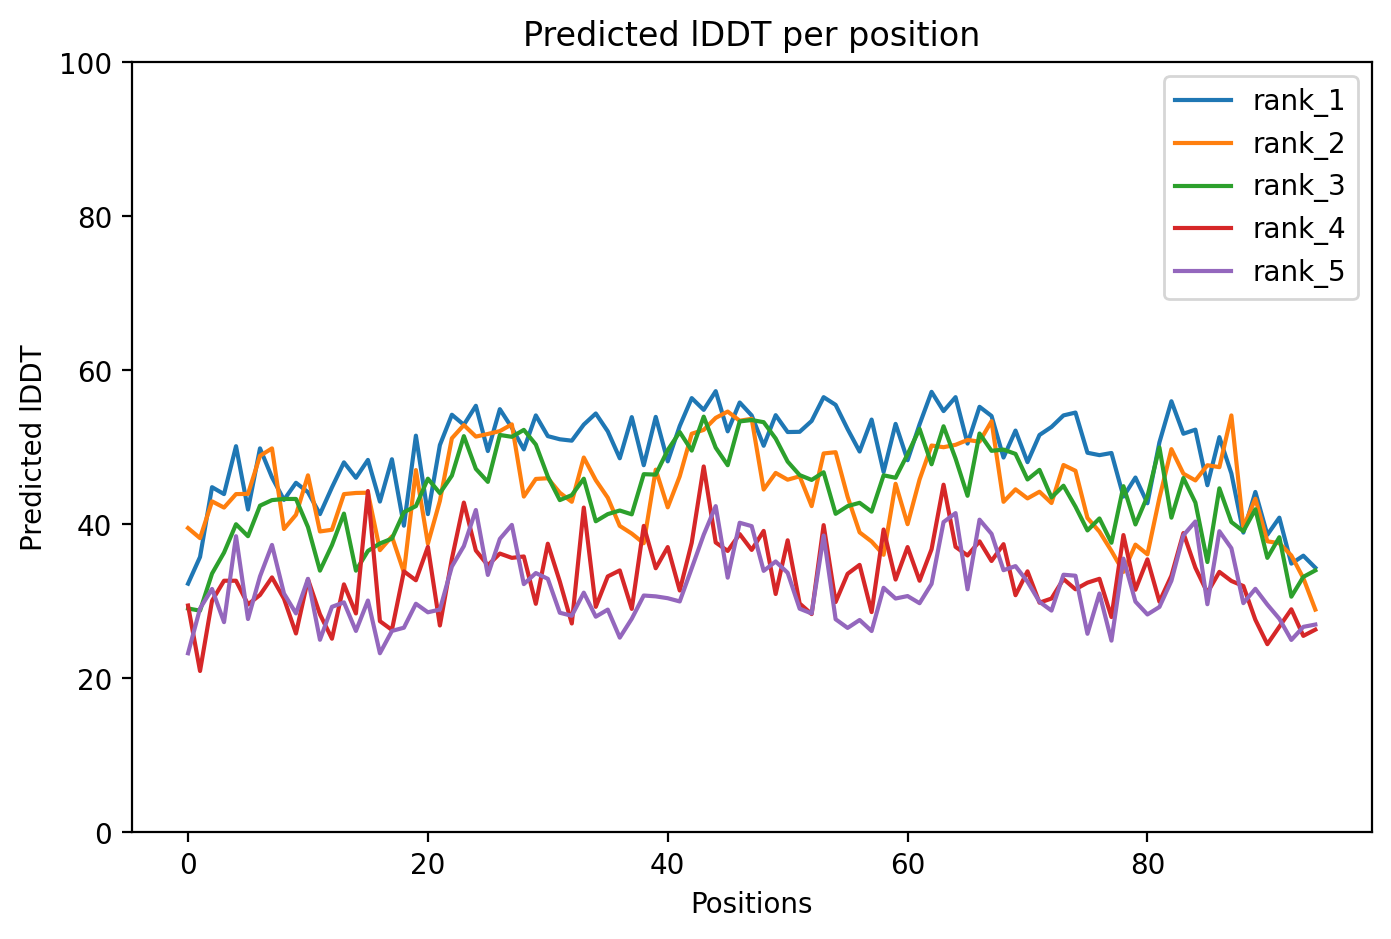 Predicted lDDT per position
100
80
60
40
20
0
Predicted lDDT
0 20 40 60 80
Positions
rank_1
rank_2
rank_3
rank_4
rank_5